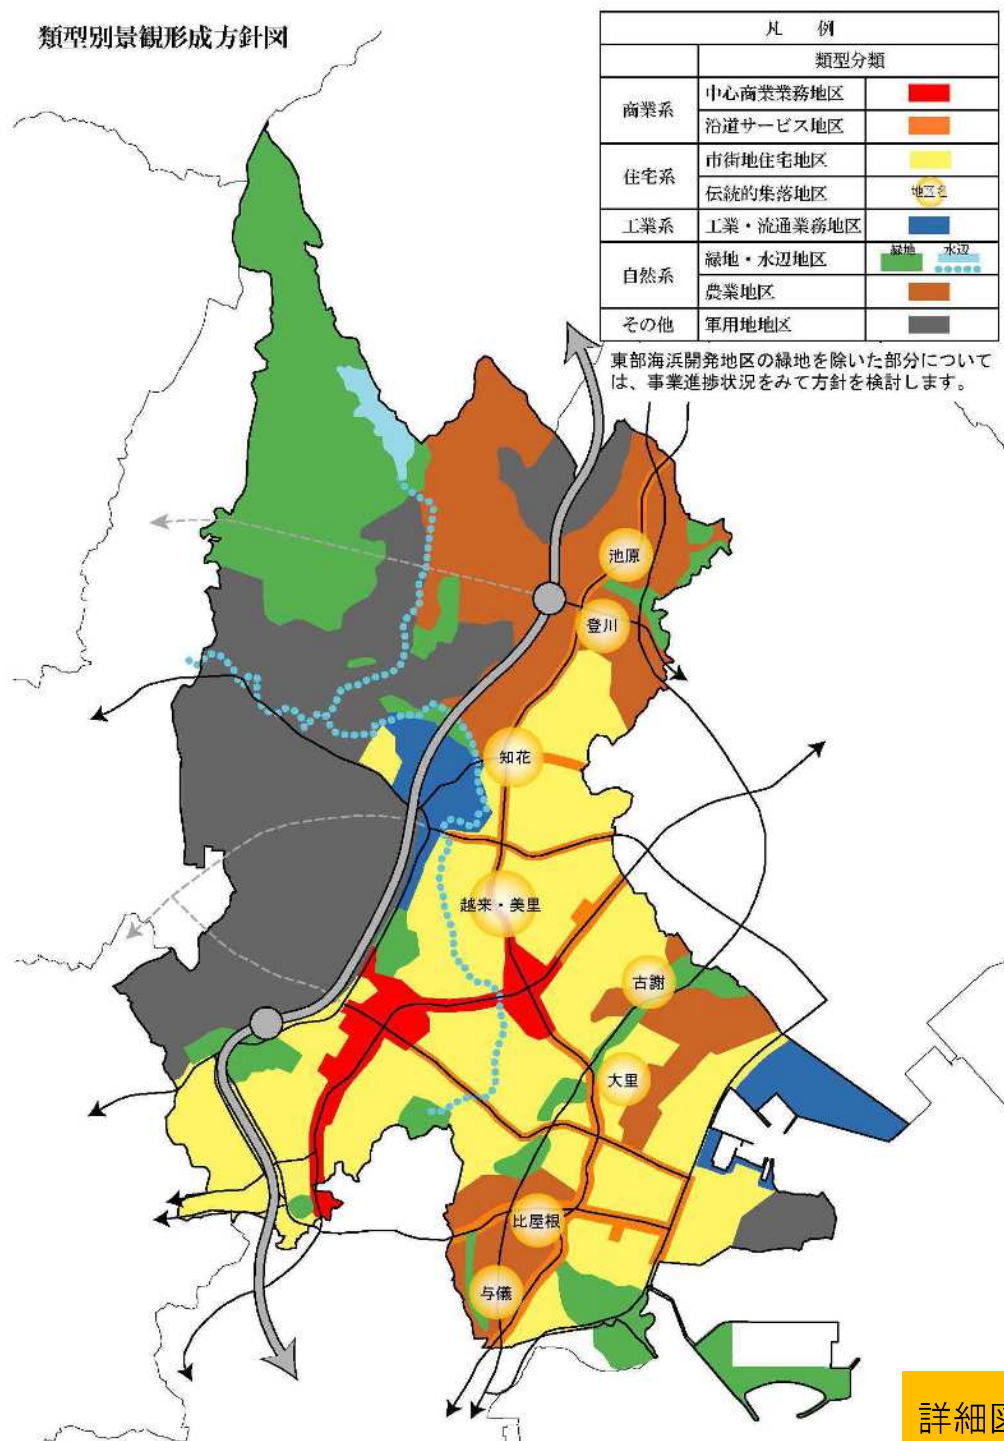 類型別景観形成方針図
凡 例
類型分類
商業系 中心商業業務地区
沿道サービス地区
住宅系 市街地住宅地区
伝統的集落地区 地区名
工業系 工業・流通業務地区
自然系 緑地・水辺地区 緑地 水辺
農業地区
その他 軍用地地区
東部海浜開発地区の緑地を除いた部分について
は、事業進捗状況をみて方針を検討します。
池原
登川
知花
越来・美里
古謝
大里
比屋根
与儀
詳細図